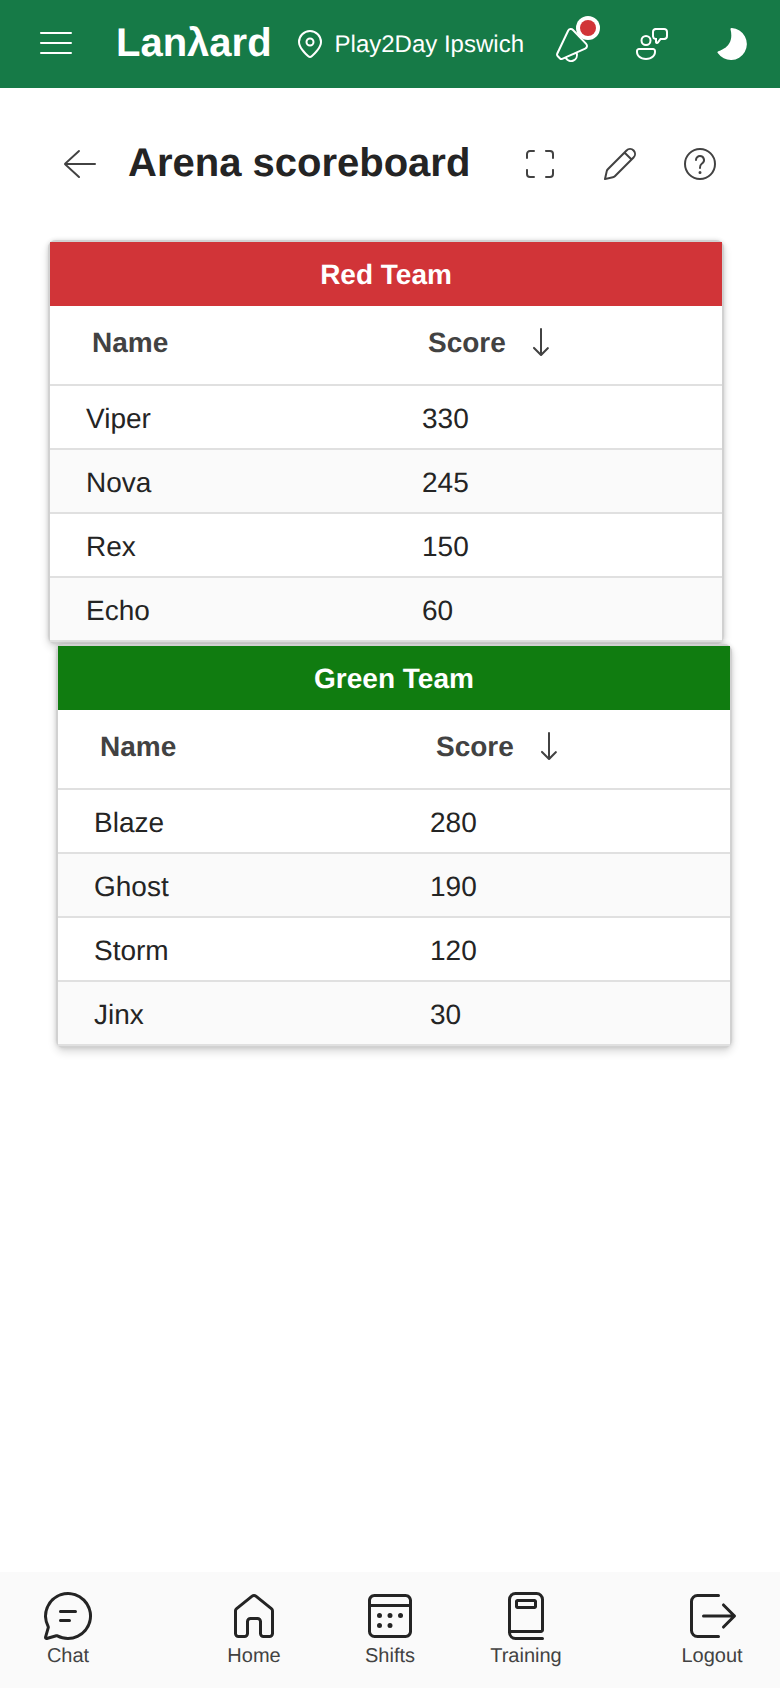 Lanλard Play2Day Ipswich
Arena scoreboard
Red Team
Name Score
Viper 330
Nova 245
Rex 150
Echo 60
Green Team
Name Score
Blaze 280
Ghost 190
Storm 120
Jinx 30
Chat Home Shifts Training Logout